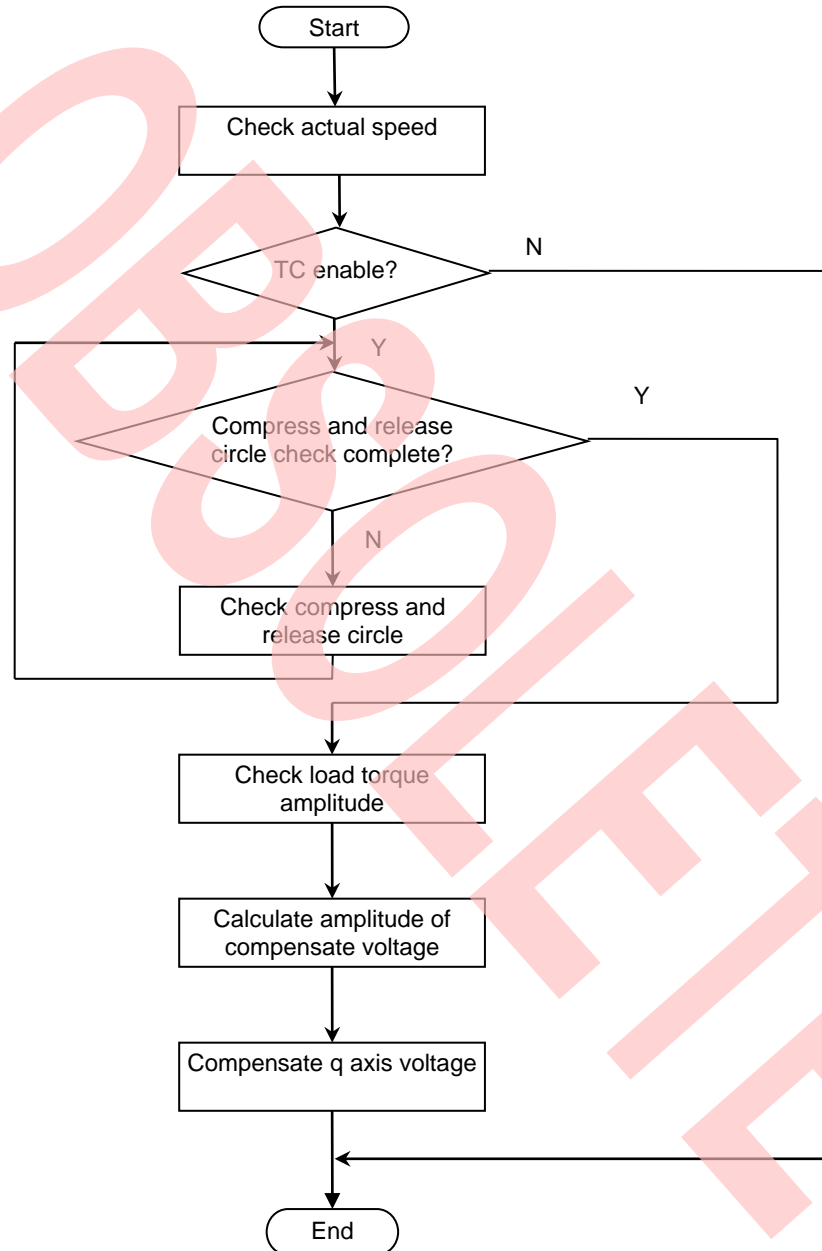 Start
Check actual speed
TC enable?
N
Y
Compress and release
circle check complete?
Y
N
Check compress and
release circle
Check load torque
amplitude
Calculate amplitude of
compensate voltage
Compensate q axis voltage
End
OBSOLETE